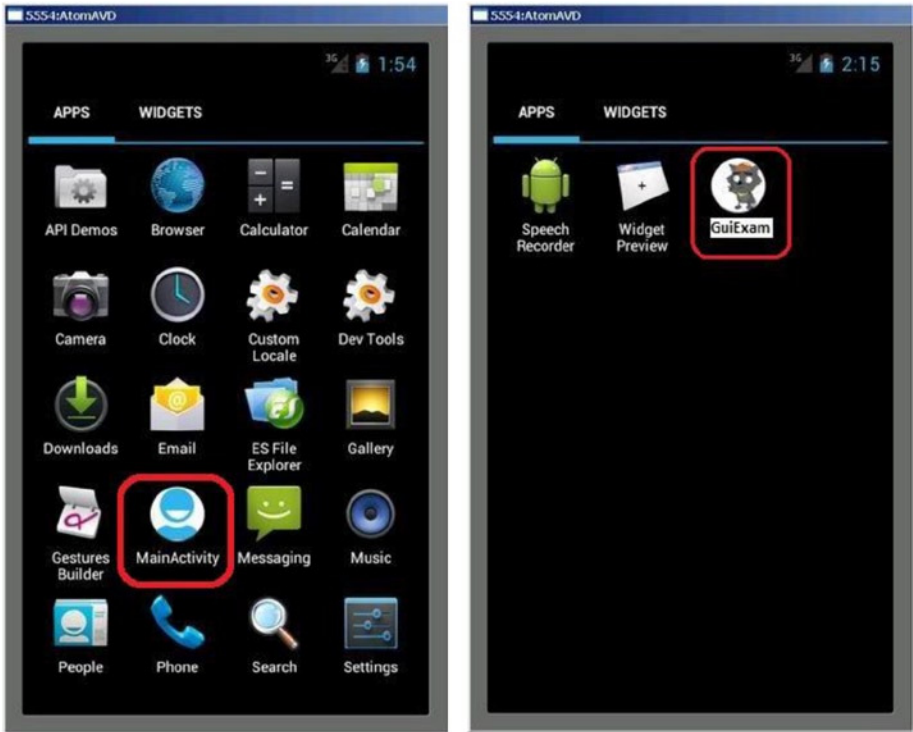 5554:AtomAVD
3G 1:54
APPS WIDGETS
API Demos Browser Calculator Calendar
Camera Clock Custom Locale Dev Tools
Downloads Email ES File Explorer Gallery
Gestures Builder MainActivity Messaging Music
People Phone Search Settings
5554:AtomAVD
3G 2:15
APPS WIDGETS
Speech Recorder Widget Preview GuiExam